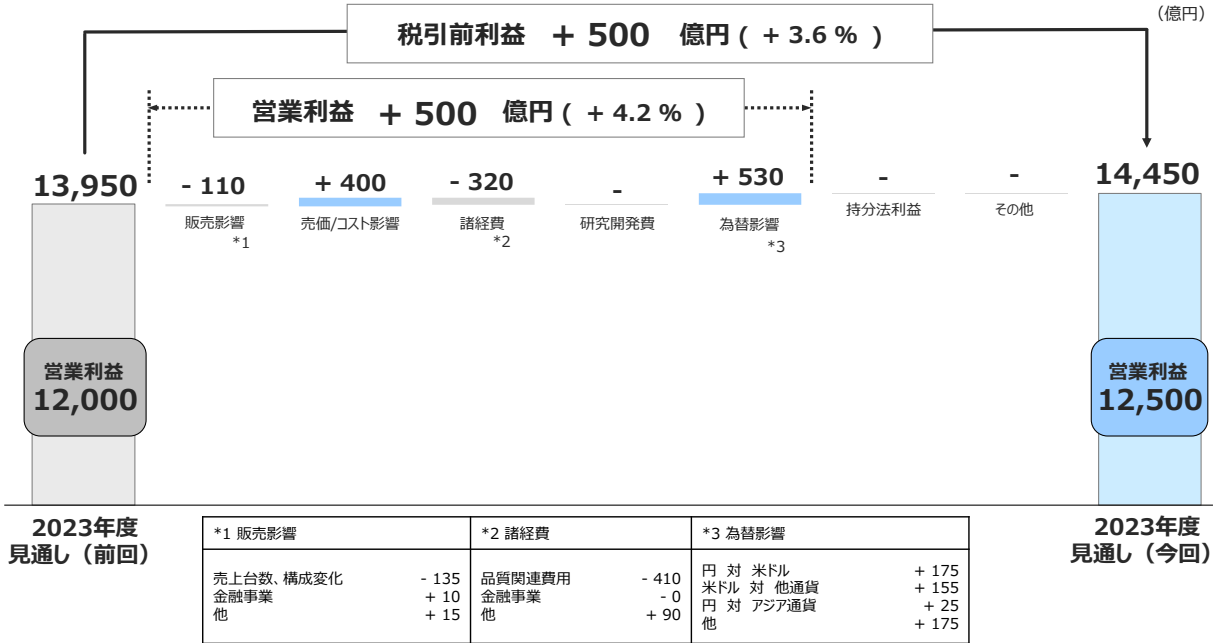 （億円）
税引前利益 + 500 億円 ( + 3.6 % )
営業利益 + 500 億円 ( + 4.2 % )
13,950
- 110
+ 400
- 320
-
+ 530
-
-
14,450
販売影響
*1
売価/コスト影響
諸経費
*2
研究開発費
為替影響
*3
持分法利益
その他
営業利益
12,000
営業利益
12,500
2023年度
見通し（前回）
2023年度
見通し（今回）
*1 販売影響
売上台数、構成変化 - 135
金融事業 + 10
他 + 15
*2 諸経費
品質関連費用 - 410
金融事業 - 0
他 + 90
*3 為替影響
円 対 米ドル + 175
米ドル 対 他通貨 + 155
円 対 アジア通貨 + 25
他 + 175